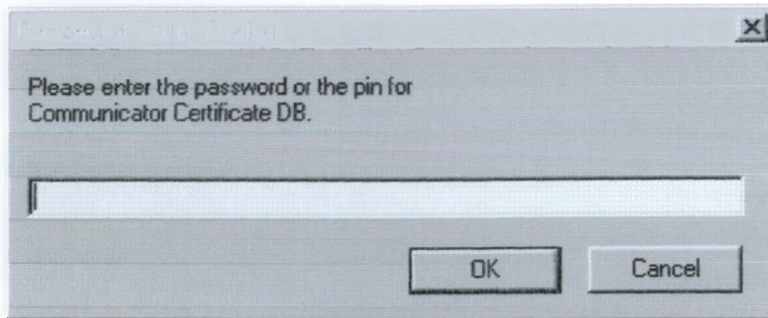 Please enter the password or the pin for
Communicator Certificate DB.
OK
Cancel